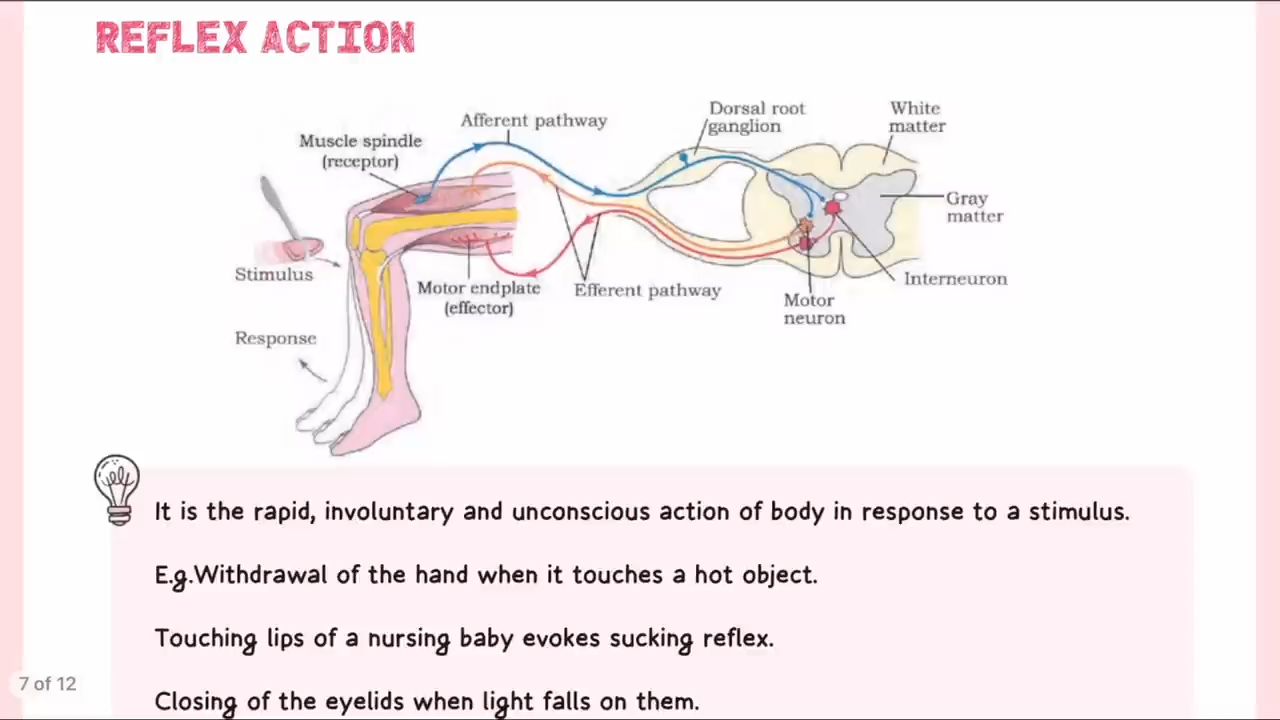 REFLEX ACTION
Dorsal root
ganglion
White
matter
Afferent pathway
Muscle spindle
(receptor)
Gray
matter
Stimulus
Motor endplate
(effector)
Efferent pathway
Interneuron
Motor
neuron
Response
It is the rapid, involuntary and unconscious action of body in response to a stimulus.
E.g.Withdrawal of the hand when it touches a hot object.
Touching lips of a nursing baby evokes sucking reflex.
Closing of the eyelids when light falls on them.
7 of 12